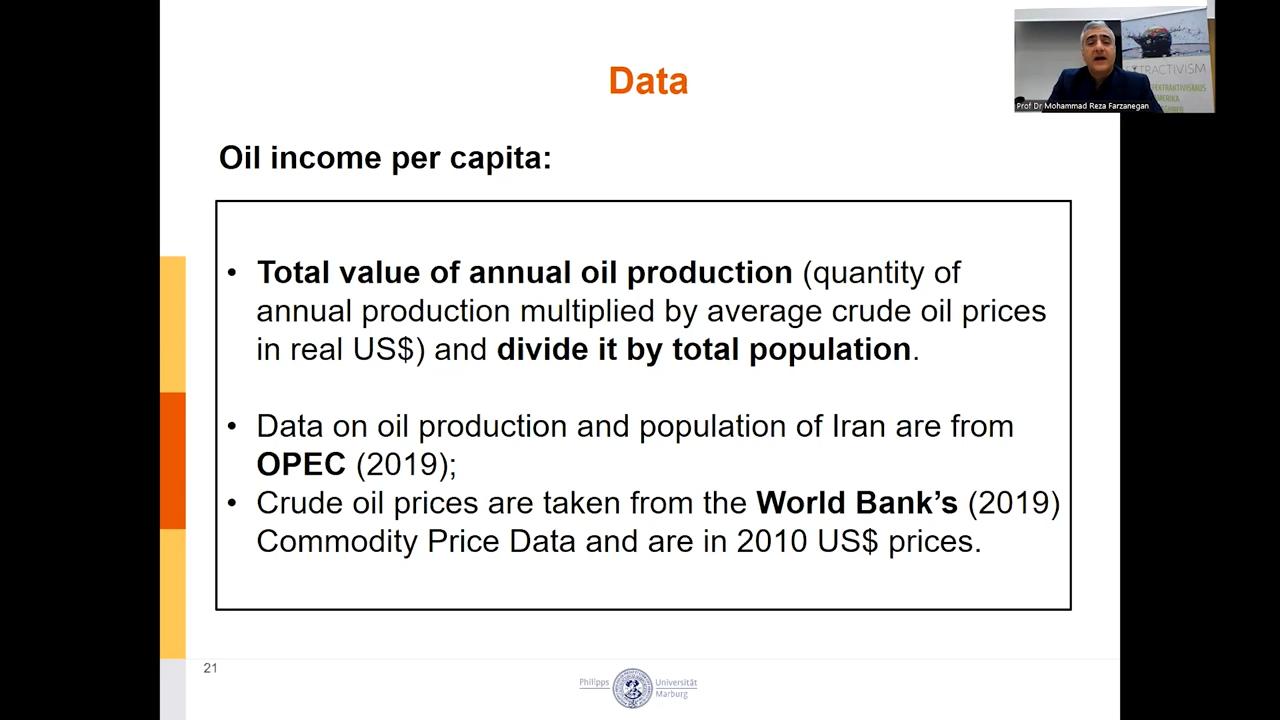 Data
Oil income per capita:
• Total value of annual oil production (quantity of
annual production multiplied by average crude oil prices
in real US$) and divide it by total population.
• Data on oil production and population of Iran are from
OPEC (2019);
• Crude oil prices are taken from the World Bank’s (2019)
Commodity Price Data and are in 2010 US$ prices.
21
Philipps Universität
Marburg
EXTRACTIVISM
Prof Dr Mohammad Reza Farzanegan